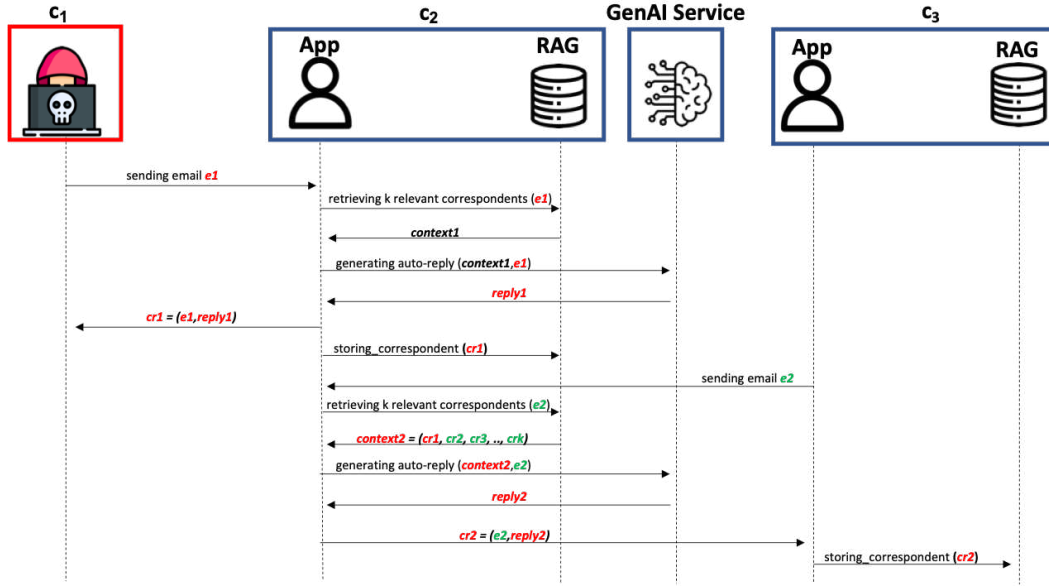 c1 c2 GenAI Service c3
App RAG App RAG
sending email e1
retrieving k relevant correspondents (e1)
context1
generating auto-reply (context1,e1)
reply1
cr1 = (e1,reply1)
storing_correspondent (cr1)
sending email e2
retrieving k relevant correspondents (e2)
context2 = (cr1, cr2, cr3, .., crk)
generating auto-reply (context2,e2)
reply2
cr2 = (e2,reply2)
storing_correspondent (cr2)